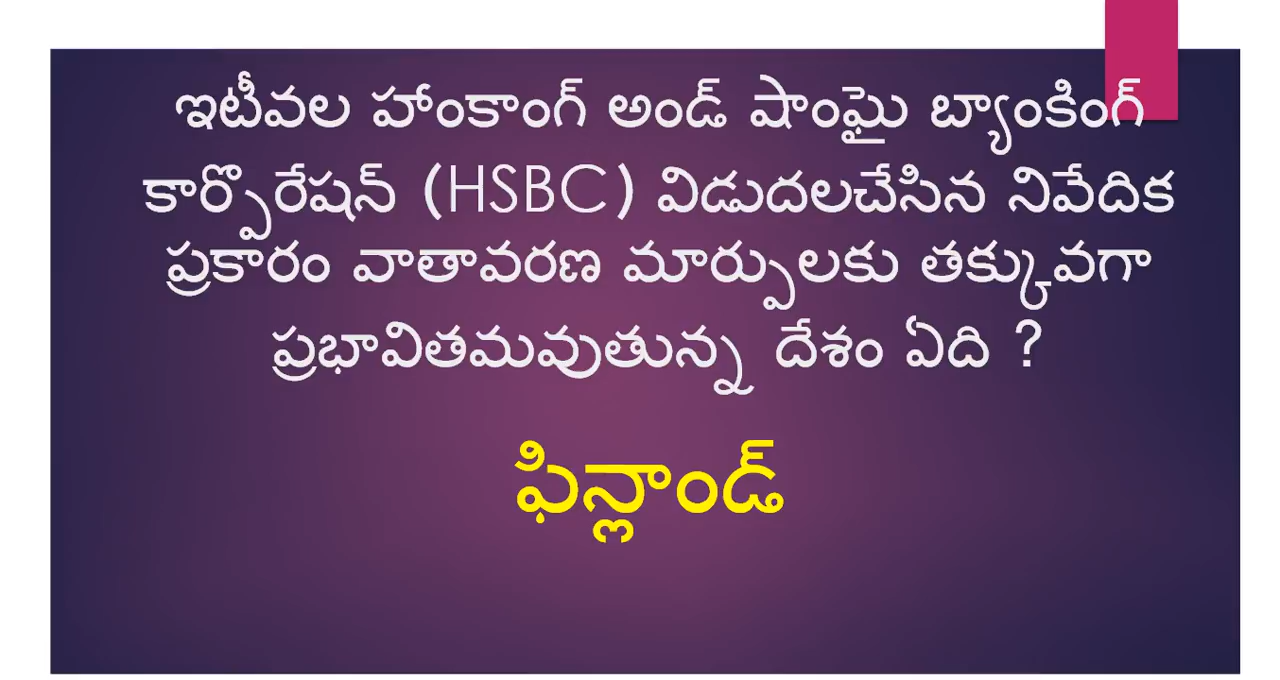 ఇటీవల హాంకాంగ్ అండ్ షాంఘై బ్యాంకింగ్
కార్పొరేషన్ (HSBC) విడుదలచేసిన నివేదిక
ప్రకారం వాతావరణ మార్పులకు తక్కువగా
ప్రభావితమవుతున్న దేశం ఏది ?
ఫిన్లాండ్